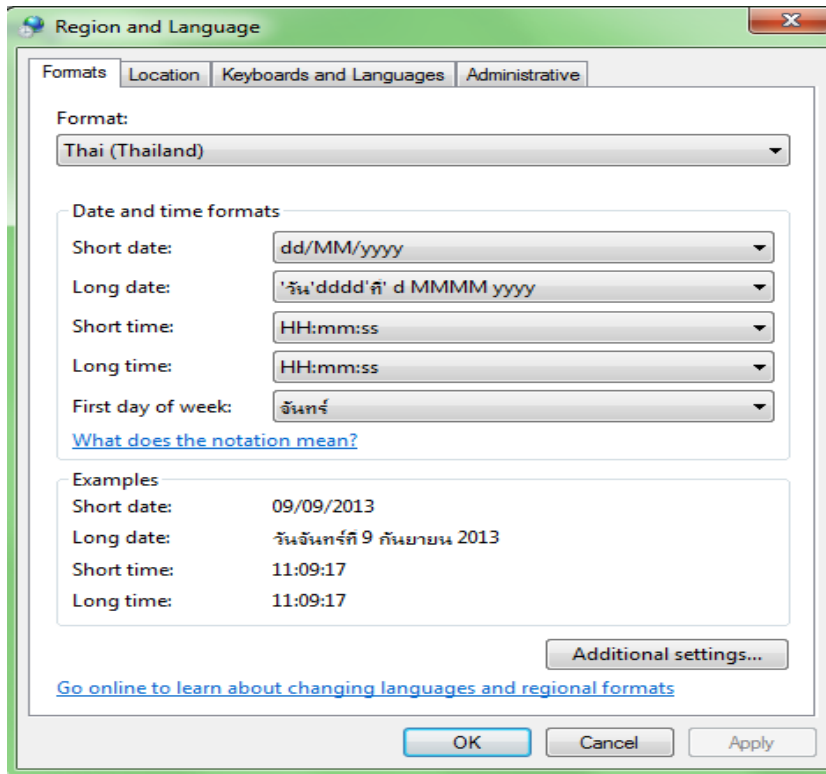 Region and Language
Formats Location Keyboards and Languages Administrative
Format:
Thai (Thailand)
Date and time formats
Short date: dd/MM/yyyy
Long date: 'วัน'dddd'ที่' d MMMM yyyy
Short time: HH:mm:ss
Long time: HH:mm:ss
First day of week: จันทร์
What does the notation mean?
Examples
Short date: 09/09/2013
Long date: วันจันทร์ที่ 9 กันยายน 2013
Short time: 11:09:17
Long time: 11:09:17
Additional settings...
Go online to learn about changing languages and regional formats
OK Cancel Apply